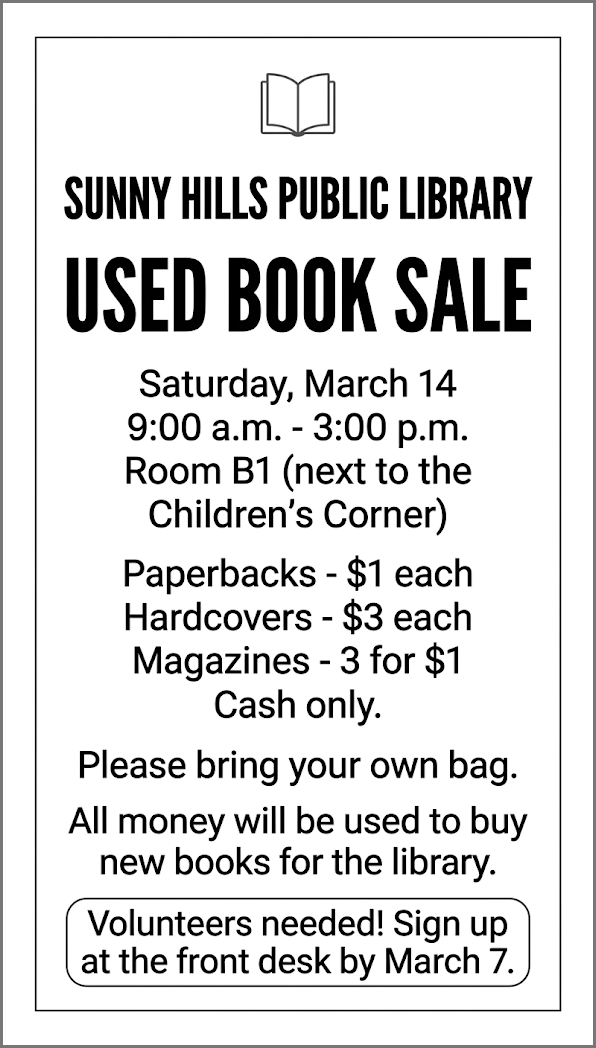 SUNNY HILLS PUBLIC LIBRARY
USED BOOK SALE
Saturday, March 14
9:00 a.m. - 3:00 p.m.
Room B1 (next to the
Children’s Corner)
Paperbacks - $1 each
Hardcovers - $3 each
Magazines - 3 for $1
Cash only.
Please bring your own bag.
All money will be used to buy
new books for the library.
Volunteers needed! Sign up
at the front desk by March 7.